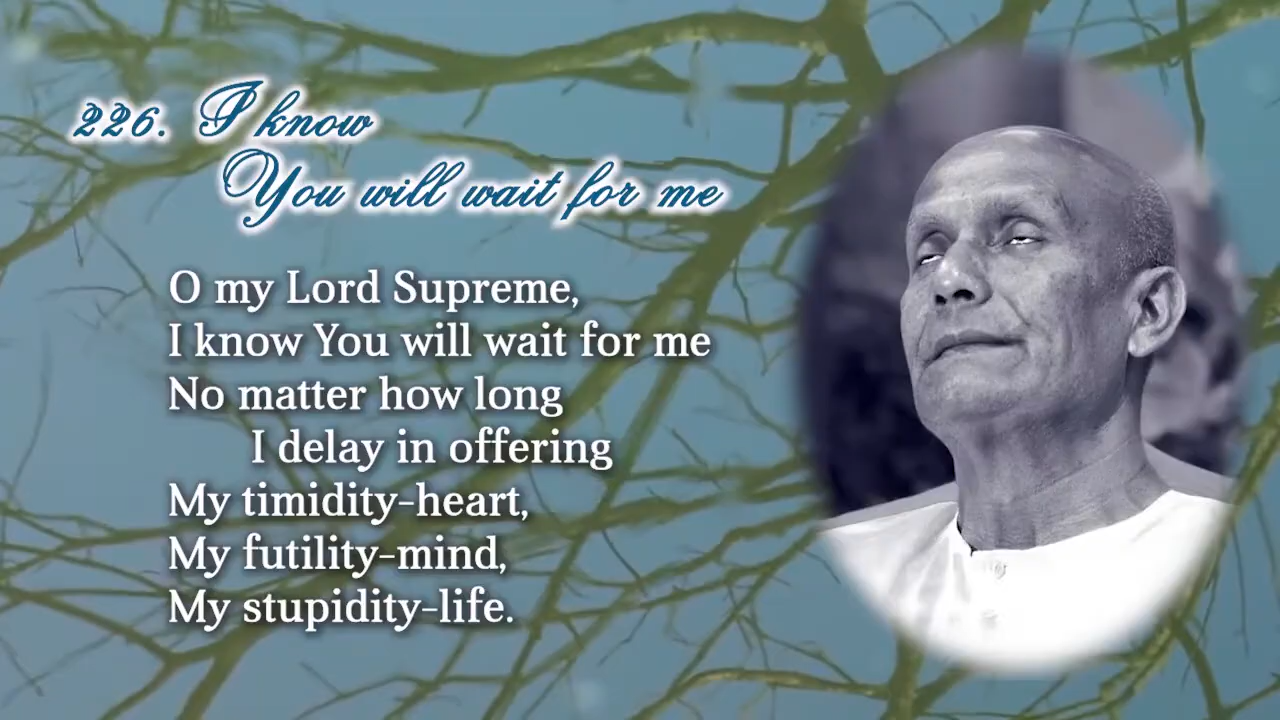 226. I know
You will wait for me
O my Lord Supreme,
I know You will wait for me
No matter how long
I delay in offering
My timidity-heart,
My futility-mind,
My stupidity-life.